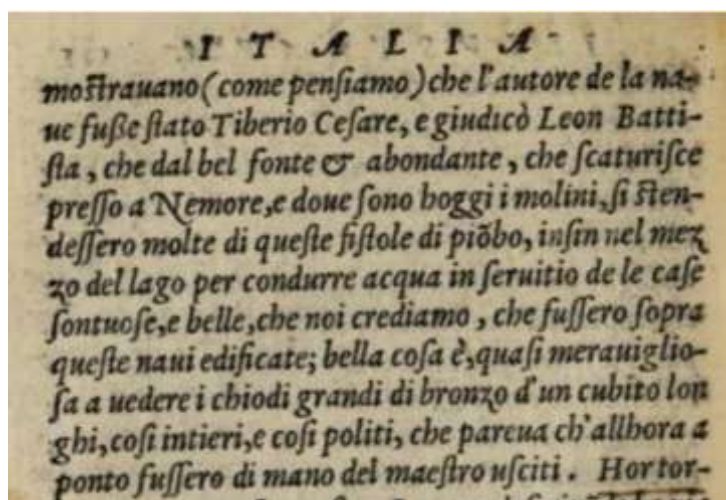 I T A L I A
mostrauano (come pensiamo) che l'autore de la na-
ue fuße stato Tiberio Cesare, e giudicò Leon Batti-
sta, che dal bel fonte & abondante, che scaturisce
presso a Nemore, e doue sono hoggi i molini, si sten-
dessero molte di queste fistole di piōbo, insin nel mez
zo del lago per condurre acqua in seruitio de le case
sontuose, e belle, che noi crediamo, che fussero sopra
queste naui edificate; bella cosa è, quasi merauiglio-
sa a uedere i chiodi grandi di bronzo d'un cubito lon
ghi, cosi intieri, e cosi politi, che pareua ch'allhora a
ponto fussero di mano del maestro usciti. Hor tor-